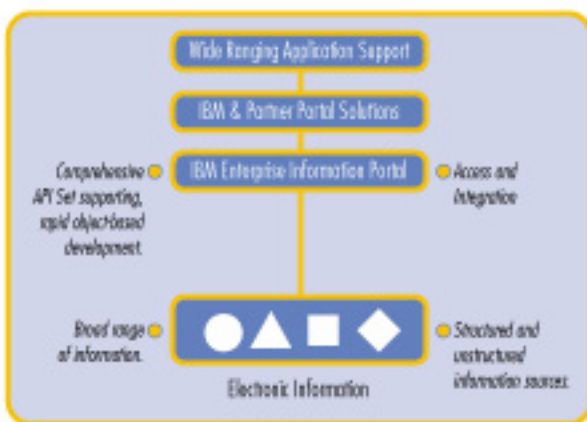 Wide Ranging Application Support
IBM & Partner Portal Solutions
IBM Enterprise Information Portal
Comprehensive
API Set supporting,
rapid object-based
development.
Access and
Integration
Broad range
of information.
Structured and
unstructured
information sources.
Electronic Information